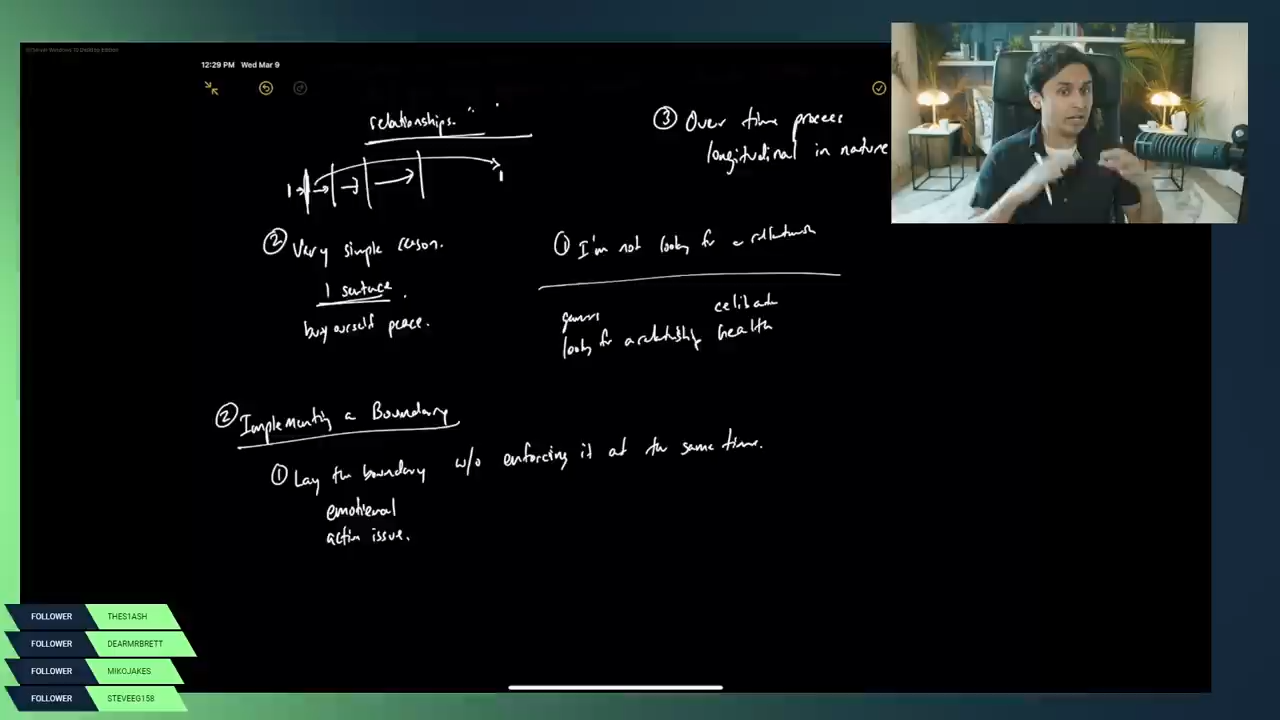 12:29 PM Wed Mar 9
relationships.
③ Over time process
longitudinal in nature
② Very simple reason.
1 sentence.
buy ourself peace.
① I'm not looking for a relationship
celibate
looking for a relationship health
② Implementing a Boundary
① Lay the boundary w/o enforcing it at the same time.
emotional
action issue.
FOLLOWER THES1ASH
FOLLOWER DEARMRBRETT
FOLLOWER MIKOJAKES
FOLLOWER STEVEEG158